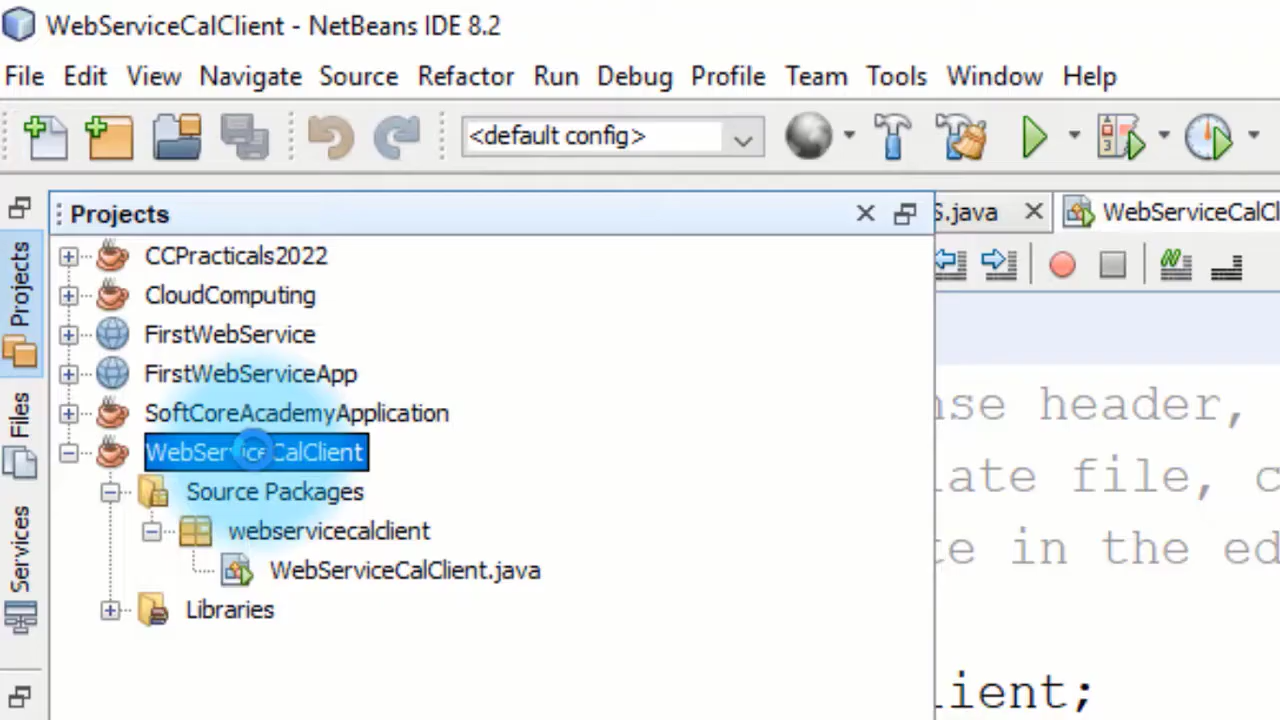 WebServiceCalClient - NetBeans IDE 8.2
File Edit View Navigate Source Refactor Run Debug Profile Team Tools Window Help
<default config>
Projects
S.java
WebServiceCalCl
Projects
Files
Services
CCPracticals2022
CloudComputing
FirstWebService
FirstWebServiceApp
SoftCoreAcademyApplication
WebServiceCalClient
Source Packages
webservicecalclient
WebServiceCalClient.java
Libraries
nse header,
late file, c
te in the ed
lient;